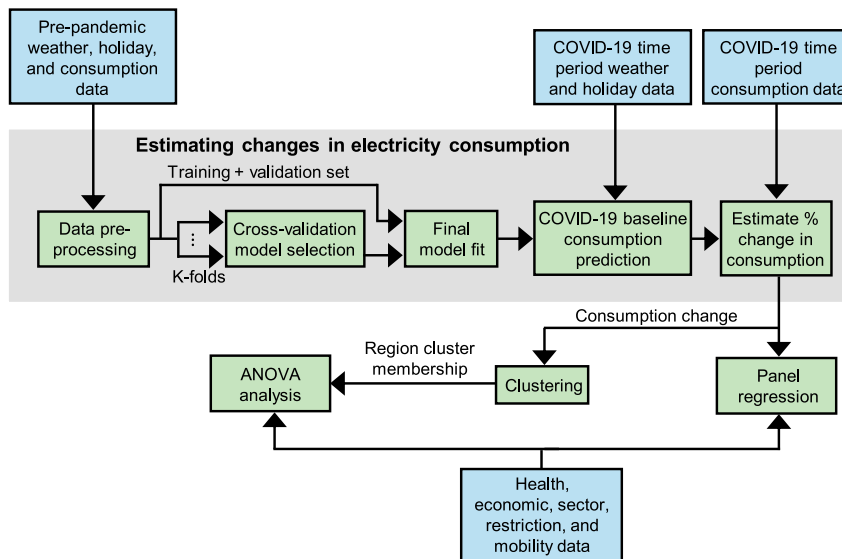 Pre-pandemic
weather, holiday,
and consumption
data
COVID-19 time
period weather
and holiday data
COVID-19 time
period
consumption data
Estimating changes in electricity consumption
Training + validation set
Data pre-
processing
...
K-folds
Cross-validation
model selection
Final
model fit
COVID-19 baseline
consumption
prediction
Estimate %
change in
consumption
Consumption change
Region cluster
membership
ANOVA
analysis
Clustering
Panel
regression
Health,
economic, sector,
restriction, and
mobility data